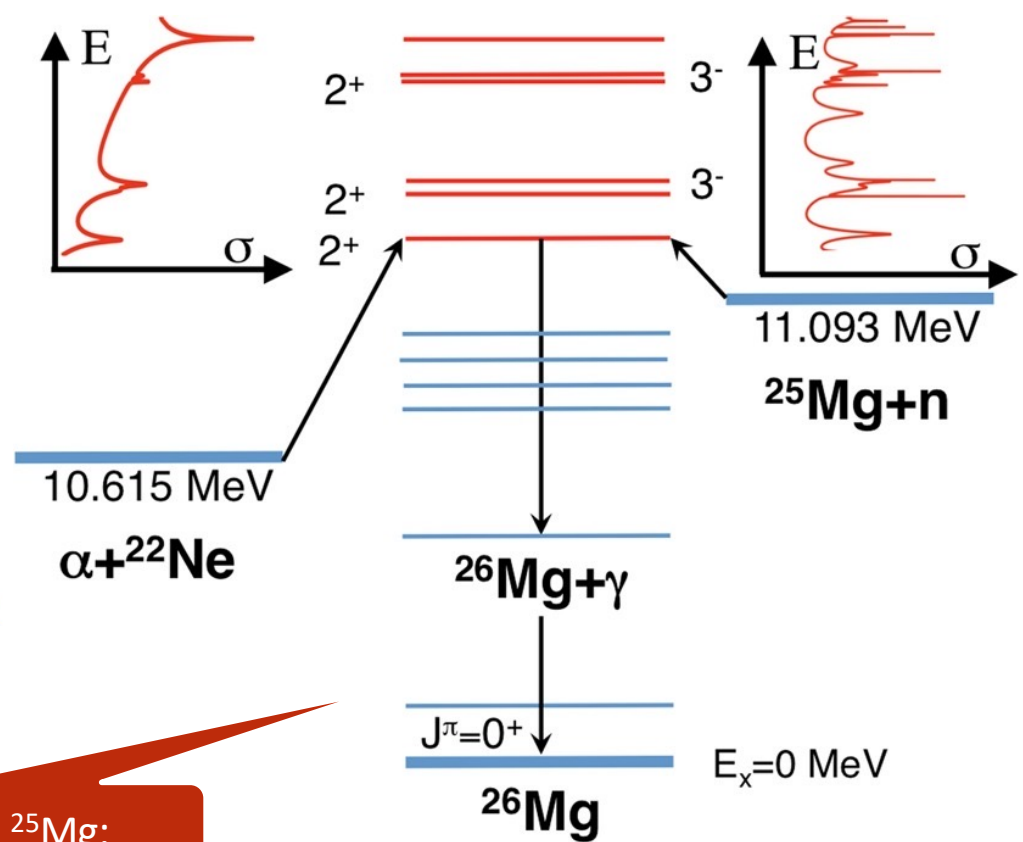 E
σ
2⁺
2⁺
2⁺
3⁻
3⁻
E
σ
11.093 MeV
²⁵Mg+n
10.615 MeV
α+²²Ne
²⁶Mg+γ
Jπ=0⁺
Eₓ=0 MeV
²⁶Mg
²⁵Mg: